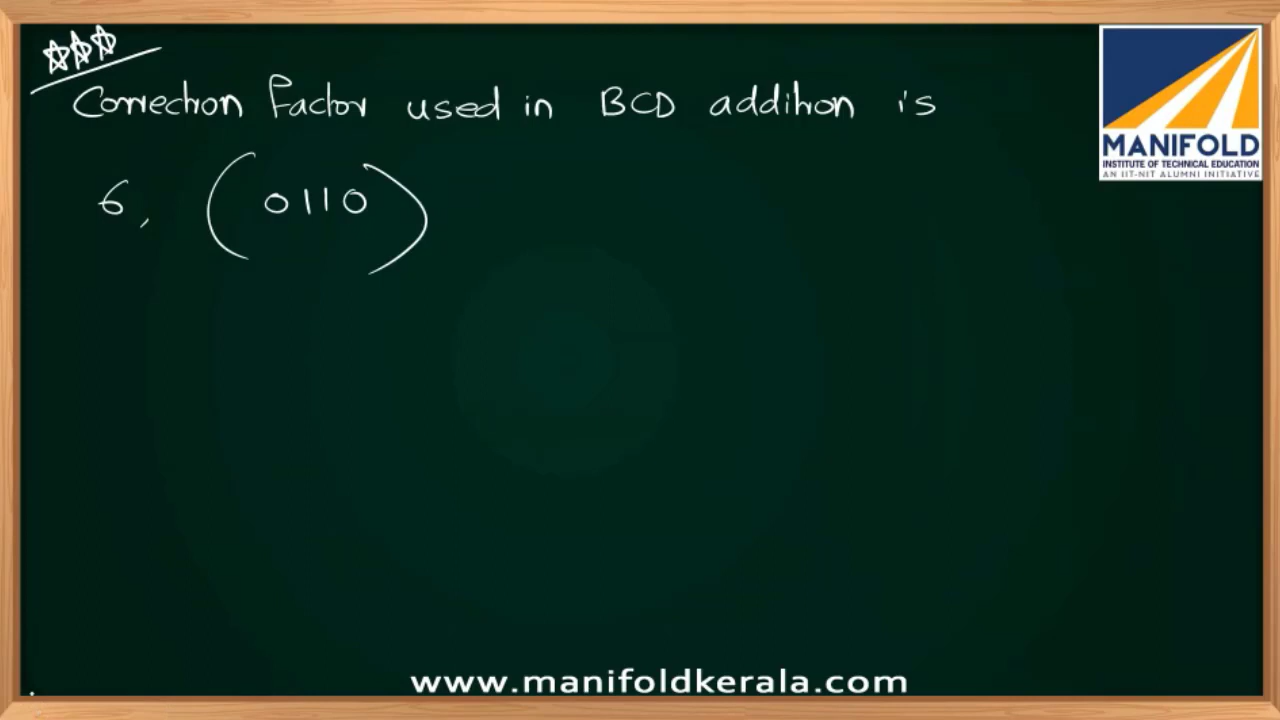 Correction factor used in BCD addition is
6, (0110)
MANIFOLD
INSTITUTE OF TECHNICAL EDUCATION
AN IIT-NIT ALUMNI INITIATIVE
www.manifoldkerala.com